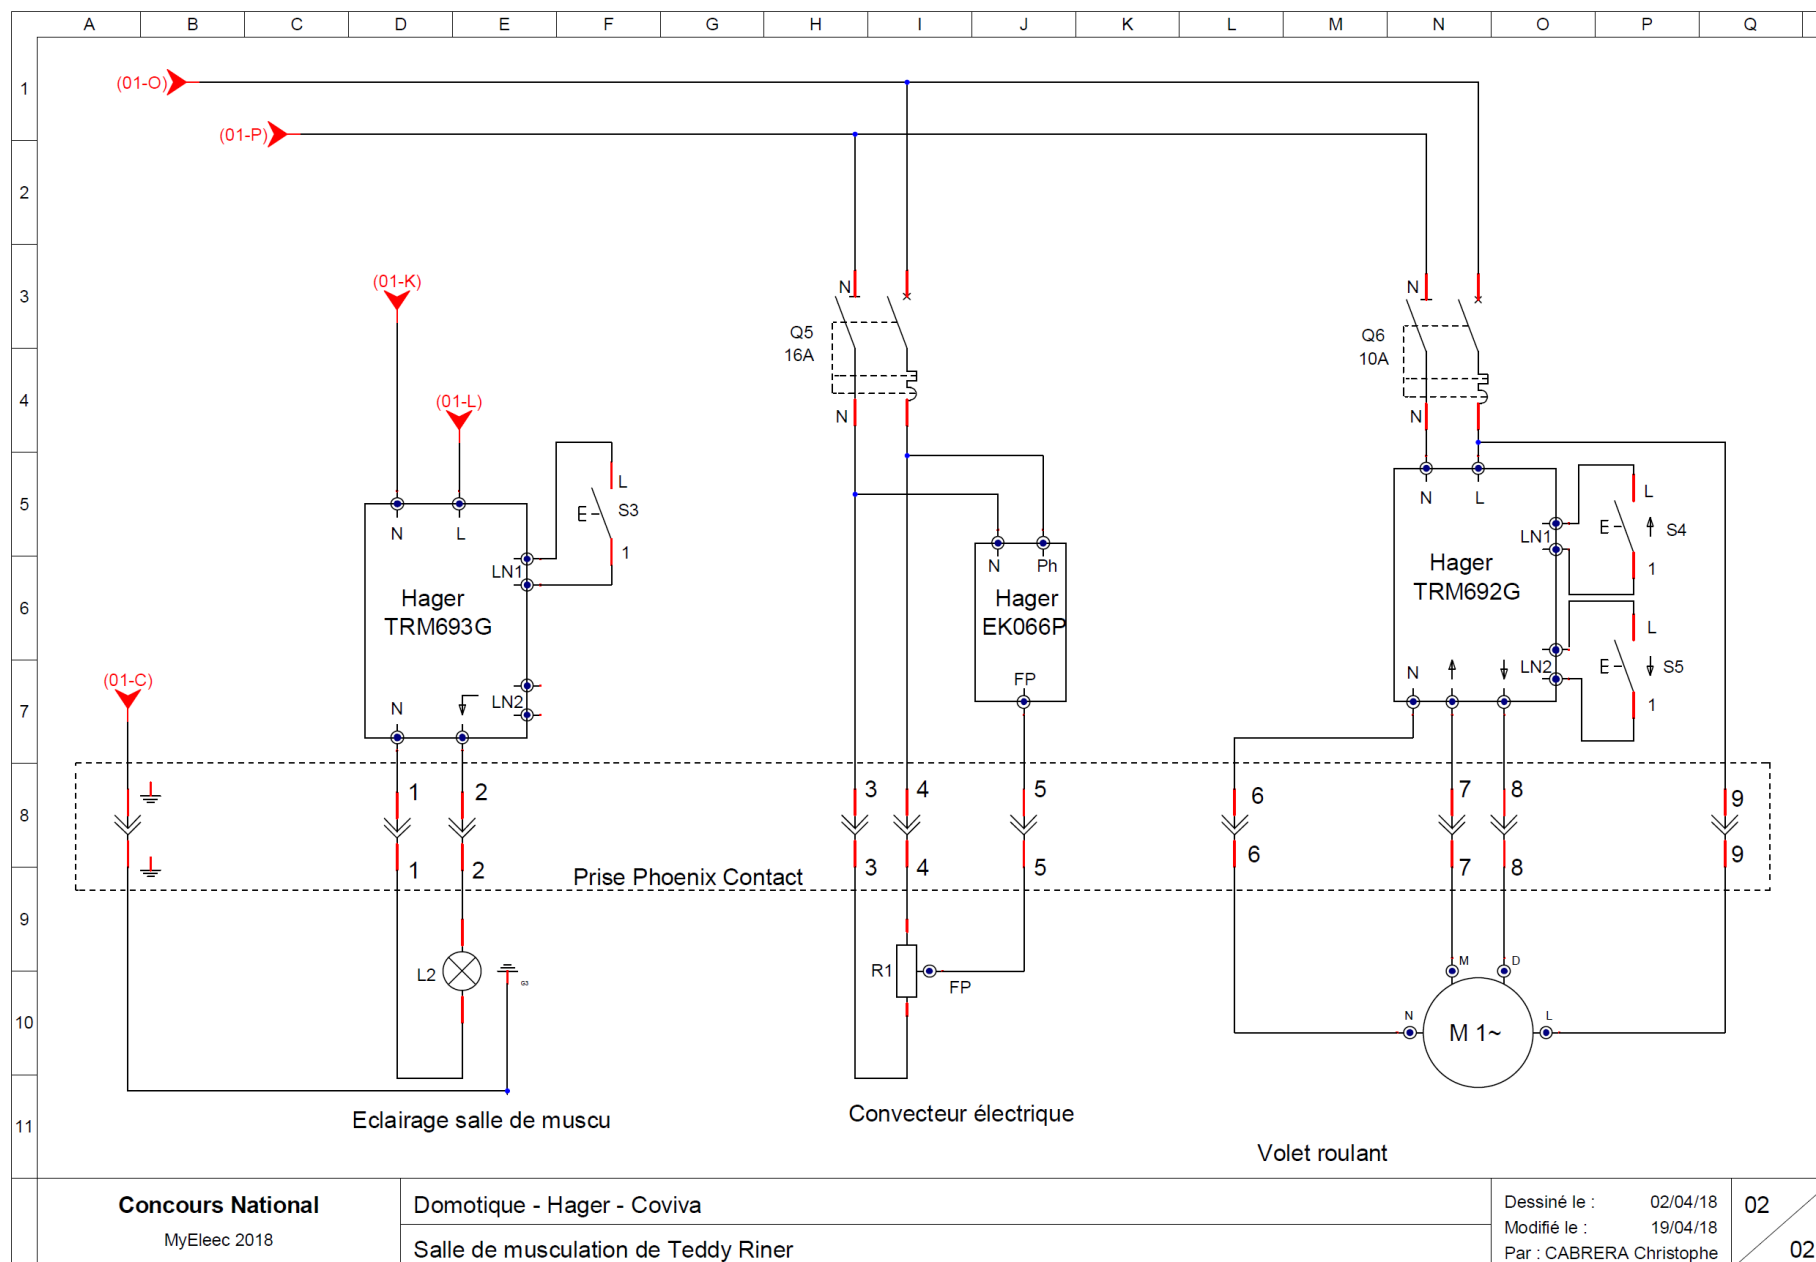 A B C D E F G H I J K L M N O P Q
1
(01-O)
(01-P)
2
(01-K)
3
N
N
Q5
16A
Q6
10A
4
(01-L)
N
N
5
L
S3
1
N L
LN1
N L
L
LN1
S4
1
N Ph
Hager
TRM692G
6
Hager
TRM693G
Hager
EK066P
L
LN2
S5
1
(01-C)
7
N
LN2
FP
N
8
1 2 3 4 5 6 7 8 9
1 2 3 4 5 6 7 8 9
Prise Phoenix Contact
9
L2
G3
R1
FP
M D
10
N
M 1~
L
E
E
E
11
Eclairage salle de muscu
Convecteur électrique
Volet roulant
Concours National
MyEleec 2018
Domotique - Hager - Coviva
Salle de musculation de Teddy Riner
Dessiné le : 02/04/18
Modifié le : 19/04/18
Par : CABRERA Christophe
02
02